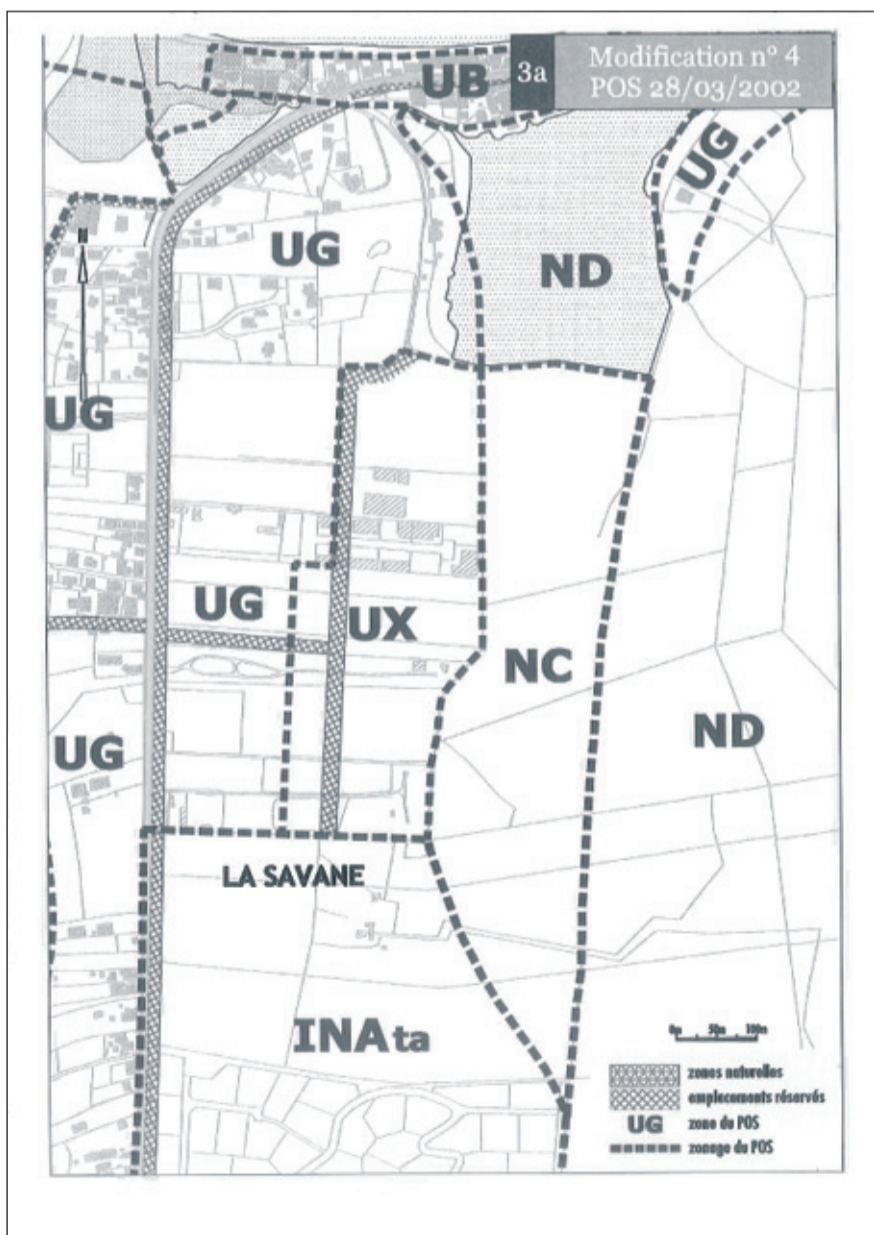 UB
3a
Modification n° 4
POS 28/03/2002
UG
UG
ND
UG
UG
UX
NC
UG
ND
LA SAVANE
INAta
0m 50m 100m
zones naturelles
emplacements réservés
UG zone du POS
zonage du POS